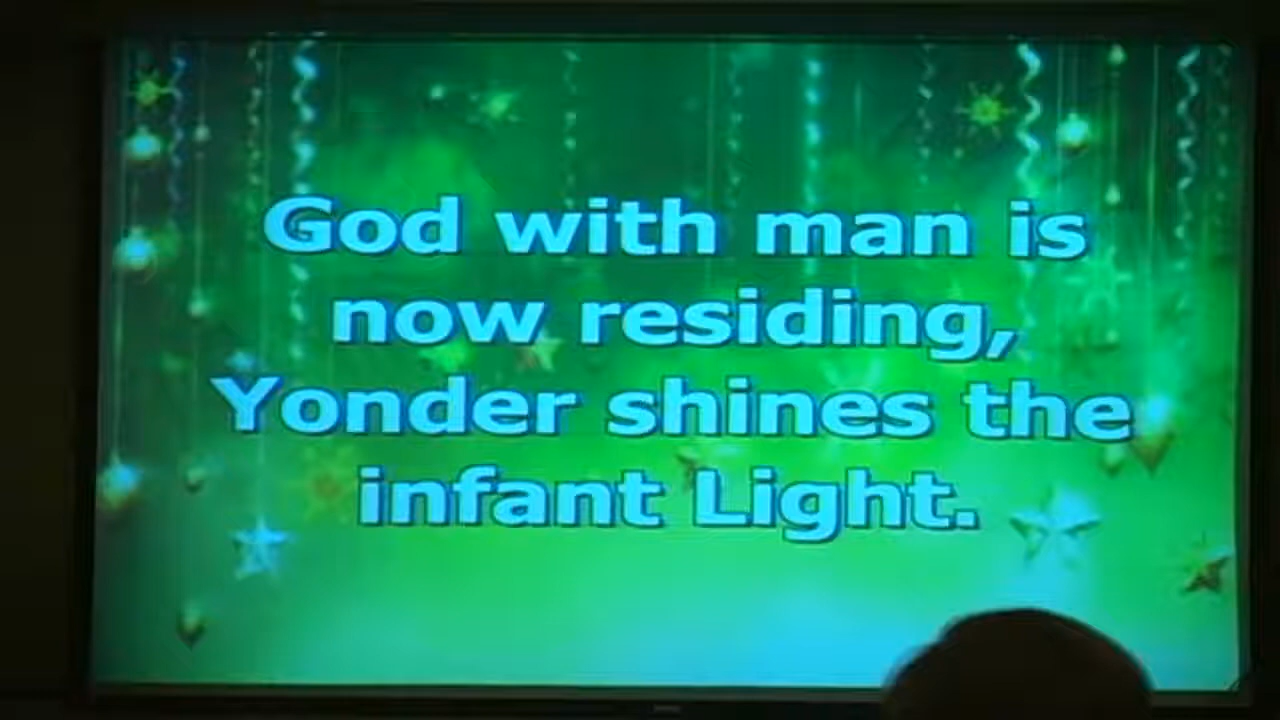 God with man is
now residing,
Yonder shines the
infant Light.